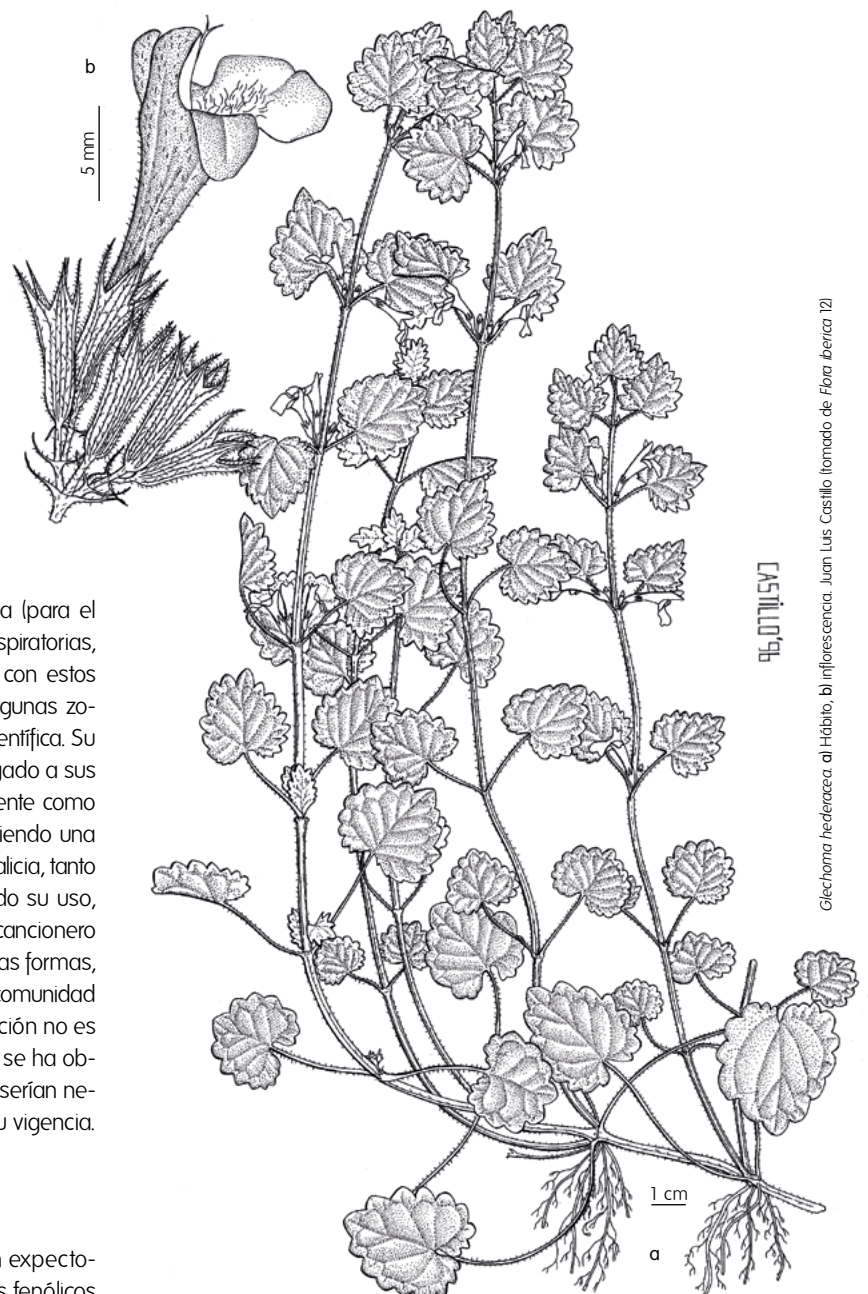 b
5 mm
a (para el
spiratorias,
con estos
gunas zo-
entífica. Su
gado a sus
ente como
iendo una
alicia, tanto
do su uso,
cancionero
as formas,
comunidad
ción no es
se ha ob-
serían ne-
u vigencia.
n expecto-
s fenólicos
CASTILLO'96
Glechoma hederacea. a) Hábito, b) inflorescencia. Juan Luis Castillo (tomado de Flora iberica 12)
1 cm
a